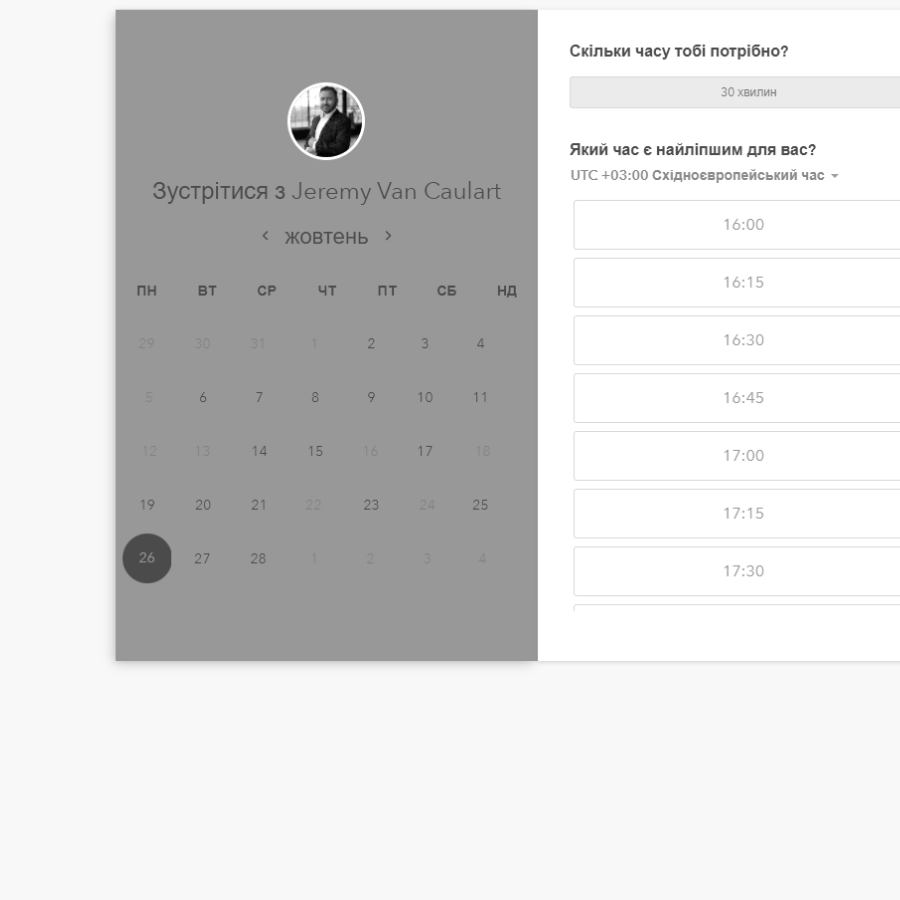 Зустрітися з Jeremy Van Caulart
жовтень
ПН ВТ СР ЧТ ПТ СБ НД
29 30 31 1 2 3 4
5 6 7 8 9 10 11
12 13 14 15 16 17 18
19 20 21 22 23 24 25
26 27 28 1 2 3 4
Скільки часу тобі потрібно?
30 хвилин
Який час є найліпшим для вас?
UTC +03:00 Східноєвропейський час
16:00
16:15
16:30
16:45
17:00
17:15
17:30